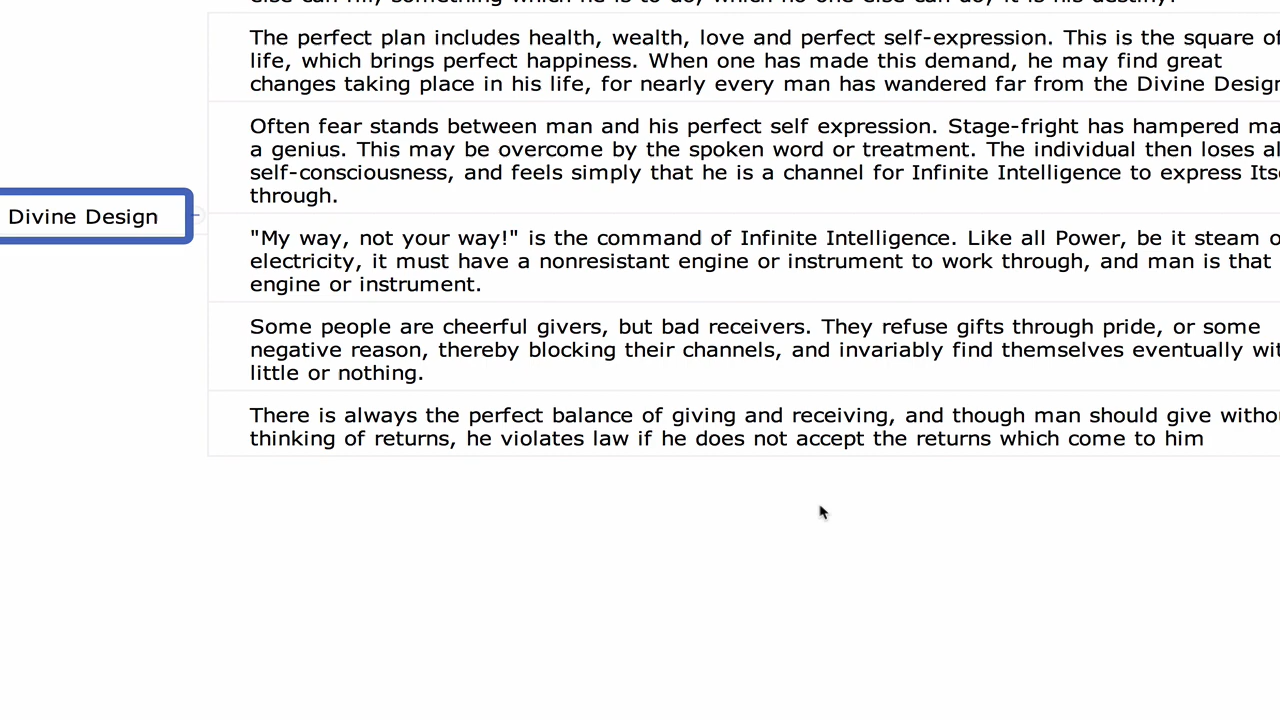 The perfect plan includes health, wealth, love and perfect self-expression. This is the square of
life, which brings perfect happiness. When one has made this demand, he may find great
changes taking place in his life, for nearly every man has wandered far from the Divine Design
Often fear stands between man and his perfect self expression. Stage-fright has hampered
a genius. This may be overcome by the spoken word or treatment. The individual then loses
self-consciousness, and feels simply that he is a channel for Infinite Intelligence to express
through.
Divine Design
"My way, not your way!" is the command of Infinite Intelligence. Like all Power, be it steam
electricity, it must have a nonresistant engine or instrument to work through, and man is that
engine or instrument.
Some people are cheerful givers, but bad receivers. They refuse gifts through pride, or some
negative reason, thereby blocking their channels, and invariably find themselves eventually
little or nothing.
There is always the perfect balance of giving and receiving, and though man should give
thinking of returns, he violates law if he does not accept the returns which come to him